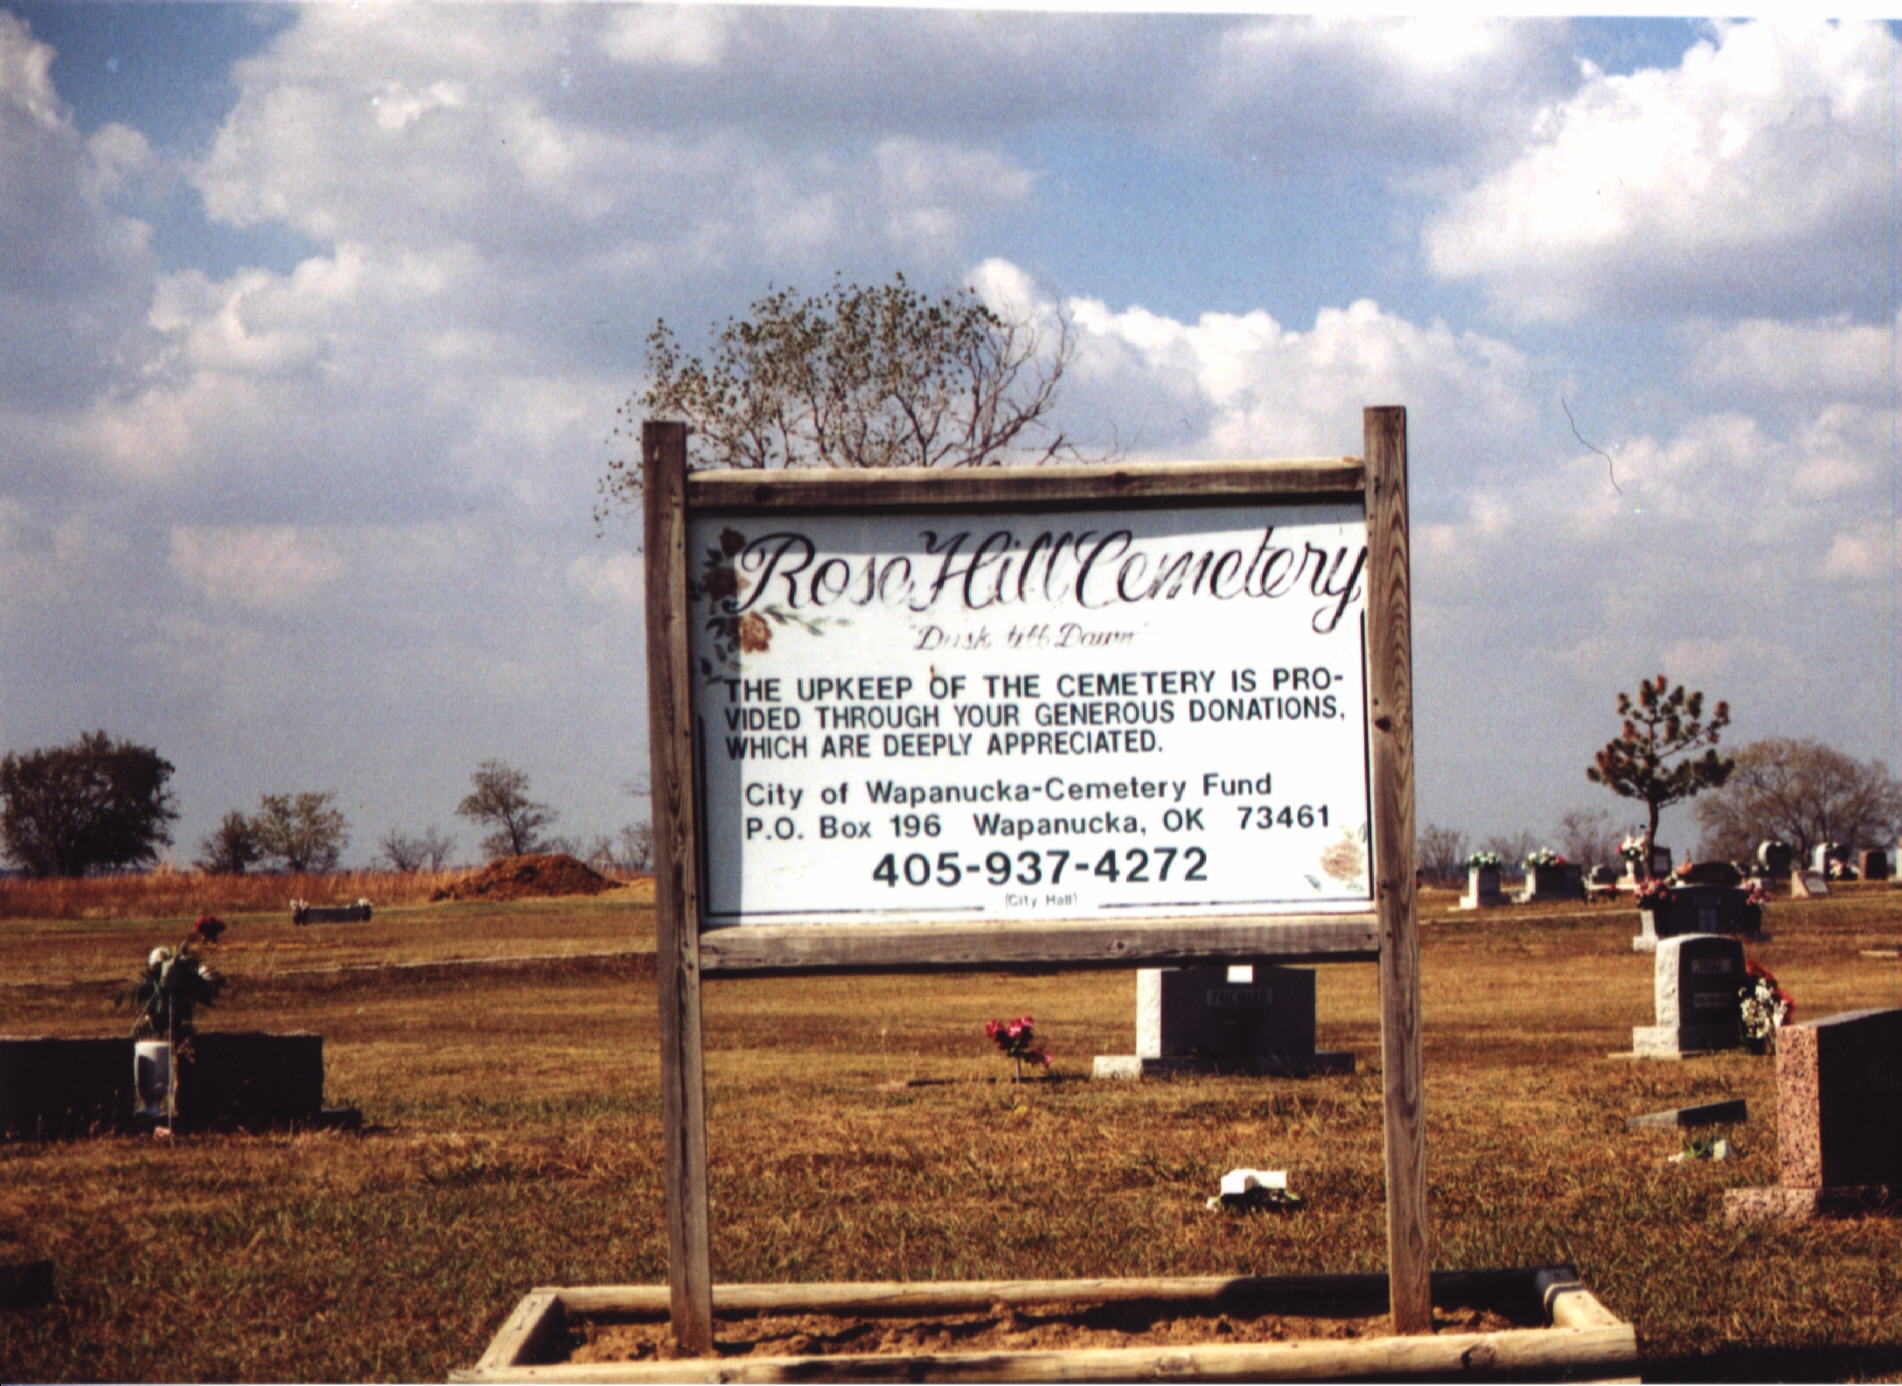 Rose Hill Cemetery
"Dusk till Dawn"
THE UPKEEP OF THE CEMETERY IS PRO-
VIDED THROUGH YOUR GENEROUS DONATIONS,
WHICH ARE DEEPLY APPRECIATED.
City of Wapanucka-Cemetery Fund
P.O. Box 196 Wapanucka, OK 73461
405-937-4272
(City Hall)
PRICHARD